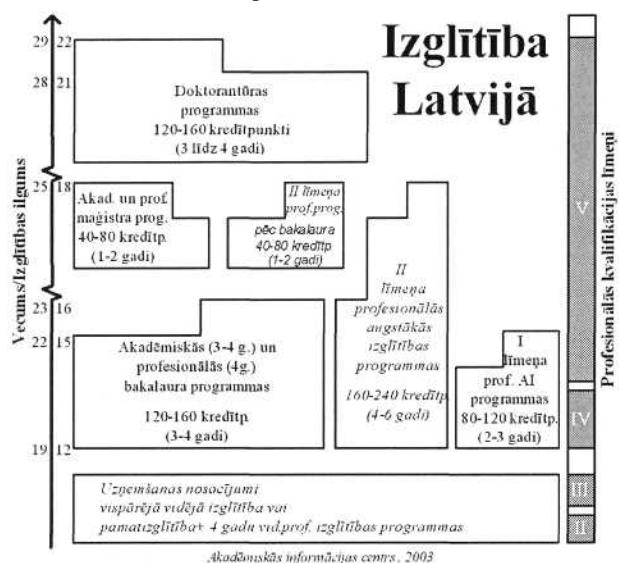 Izglītība
Latvijā
29 22
28 21
Doktorantūras
programmas
120-160 kredītpunkti
(3 līdz 4 gadi)
25 18
Akad. un prof.
maģistra prog.
40-80 kredītp.
(1-2 gadi)
II līmeņa
prof.prog.
pēc bakalaura
40-80 kredītp
(1-2 gadi)
II
līmeņa
profesionālās
augstākās
izglītības
programmas
160-240 kredītp.
(4-6 gadi)
23 16
22 15
Akadēmiskās (3-4 g.) un
profesionālās (4g.)
bakalaura programmas
120-160 kredītp.
(3-4 gadi)
I
līmeņa
prof. AI
programmas
80-120 kredītp.
(2-3 gadi)
19 12
Uzņemšanas nosacījumi
vispārējā vidējā izglītība vai
pamatizglītība+ 4 gadu vid.prof. izglītības programmas
Akadēmiskās informācijas centrs, 2003
Vecums/Izglītības ilgums
Profesionālās kvalifikācijas līmeņi
V
IV
III
II